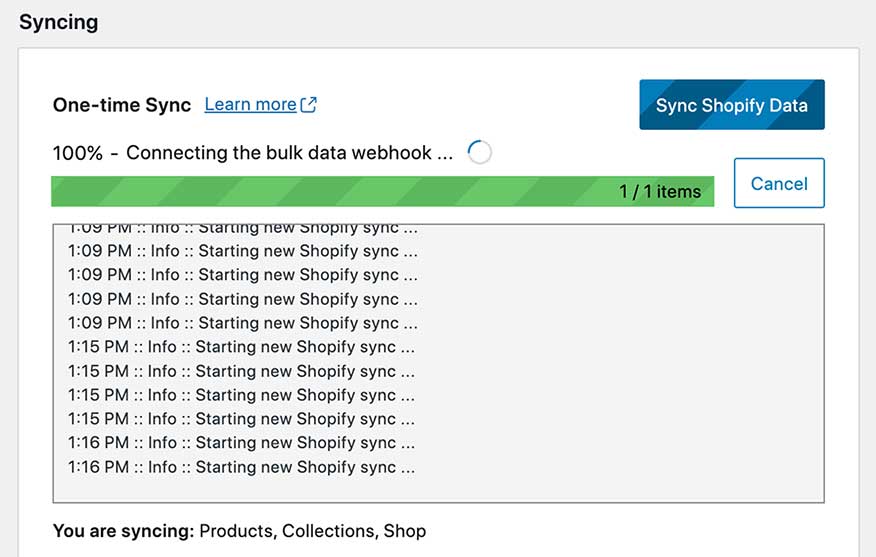 Syncing
One-time Sync Learn more
Sync Shopify Data
100% - Connecting the bulk data webhook ...
1 / 1 items
Cancel
1:09 PM :: Info :: Starting new Shopify sync ...
1:09 PM :: Info :: Starting new Shopify sync ...
1:09 PM :: Info :: Starting new Shopify sync ...
1:09 PM :: Info :: Starting new Shopify sync ...
1:09 PM :: Info :: Starting new Shopify sync ...
1:15 PM :: Info :: Starting new Shopify sync ...
1:15 PM :: Info :: Starting new Shopify sync ...
1:15 PM :: Info :: Starting new Shopify sync ...
1:15 PM :: Info :: Starting new Shopify sync ...
1:16 PM :: Info :: Starting new Shopify sync ...
1:16 PM :: Info :: Starting new Shopify sync ...
You are syncing: Products, Collections, Shop